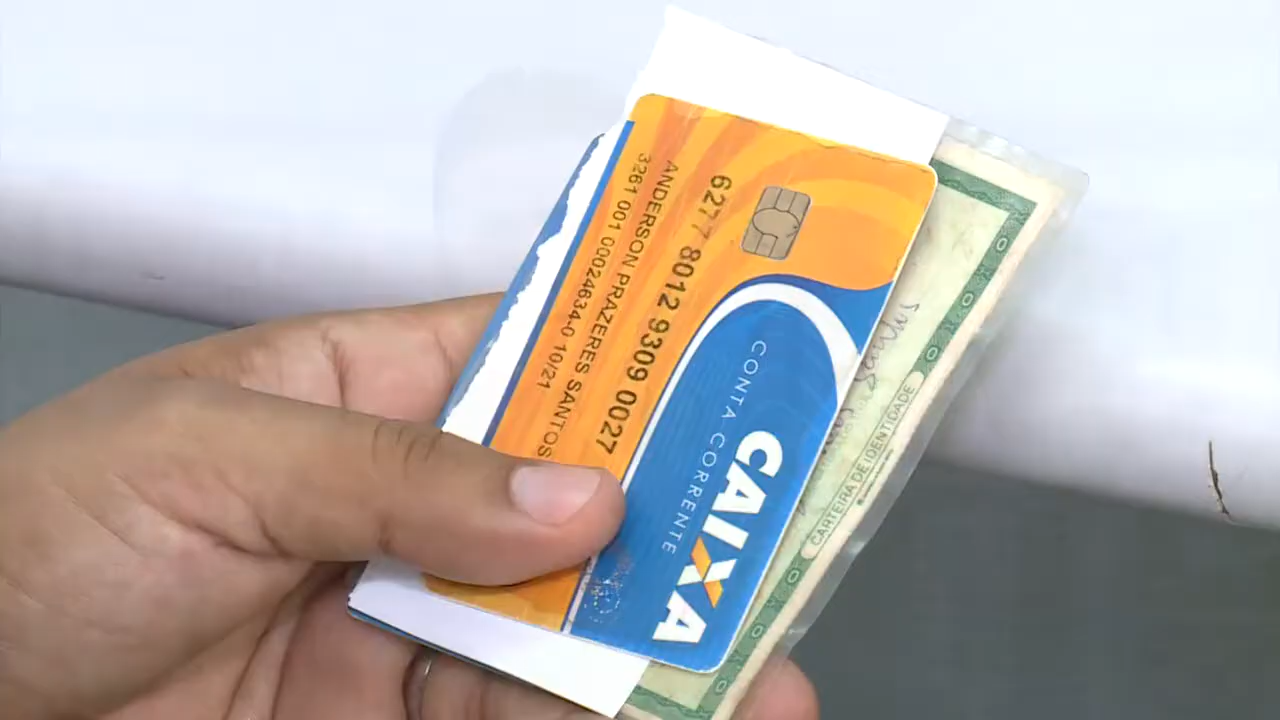 CAIXA
CONTA CORRENTE
6277 8012 9309 0027
ANDERSON PRAZERES SANTOS
3261 001 00024634-0 10/21
CARTEIRA DE IDENTIDADE